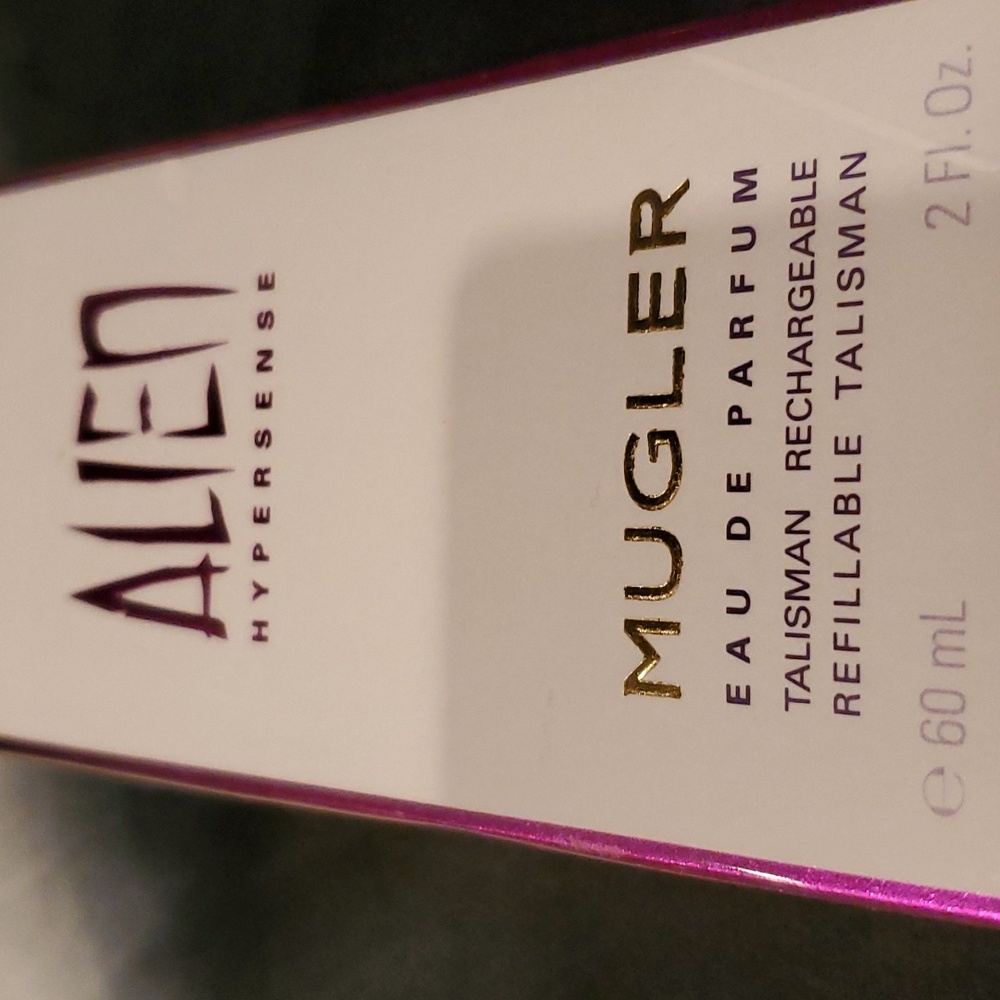 ALIEN
HYPERSENSE
MUGLER
EAU DE PARFUM
TALISMAN RECHARGEABLE
REFILLABLE TALISMAN
℮ 60 mL 2 Fl. Oz.